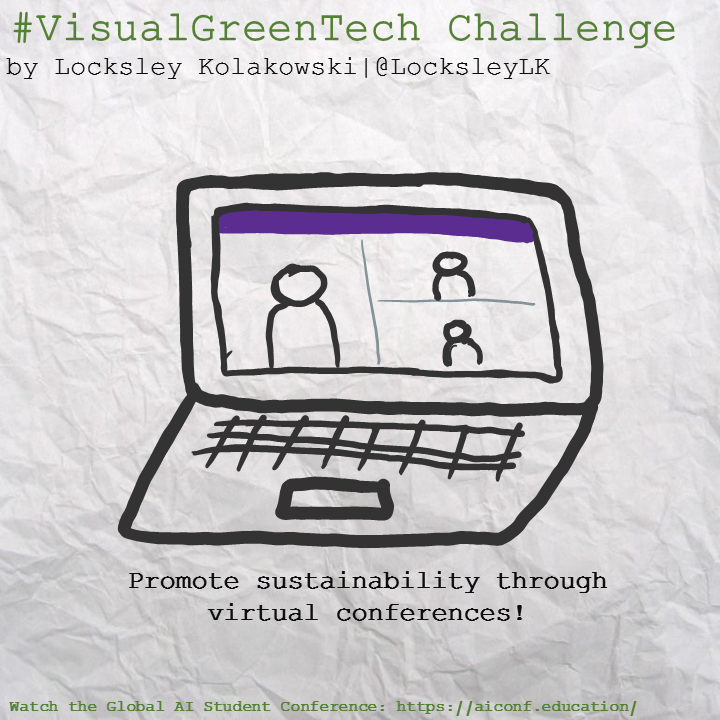 #VisualGreenTech Challenge
by Locksley Kolakowski|@LocksleyLK
Promote sustainability through
virtual conferences!
Watch the Global AI Student Conference: https://aiconf.education/